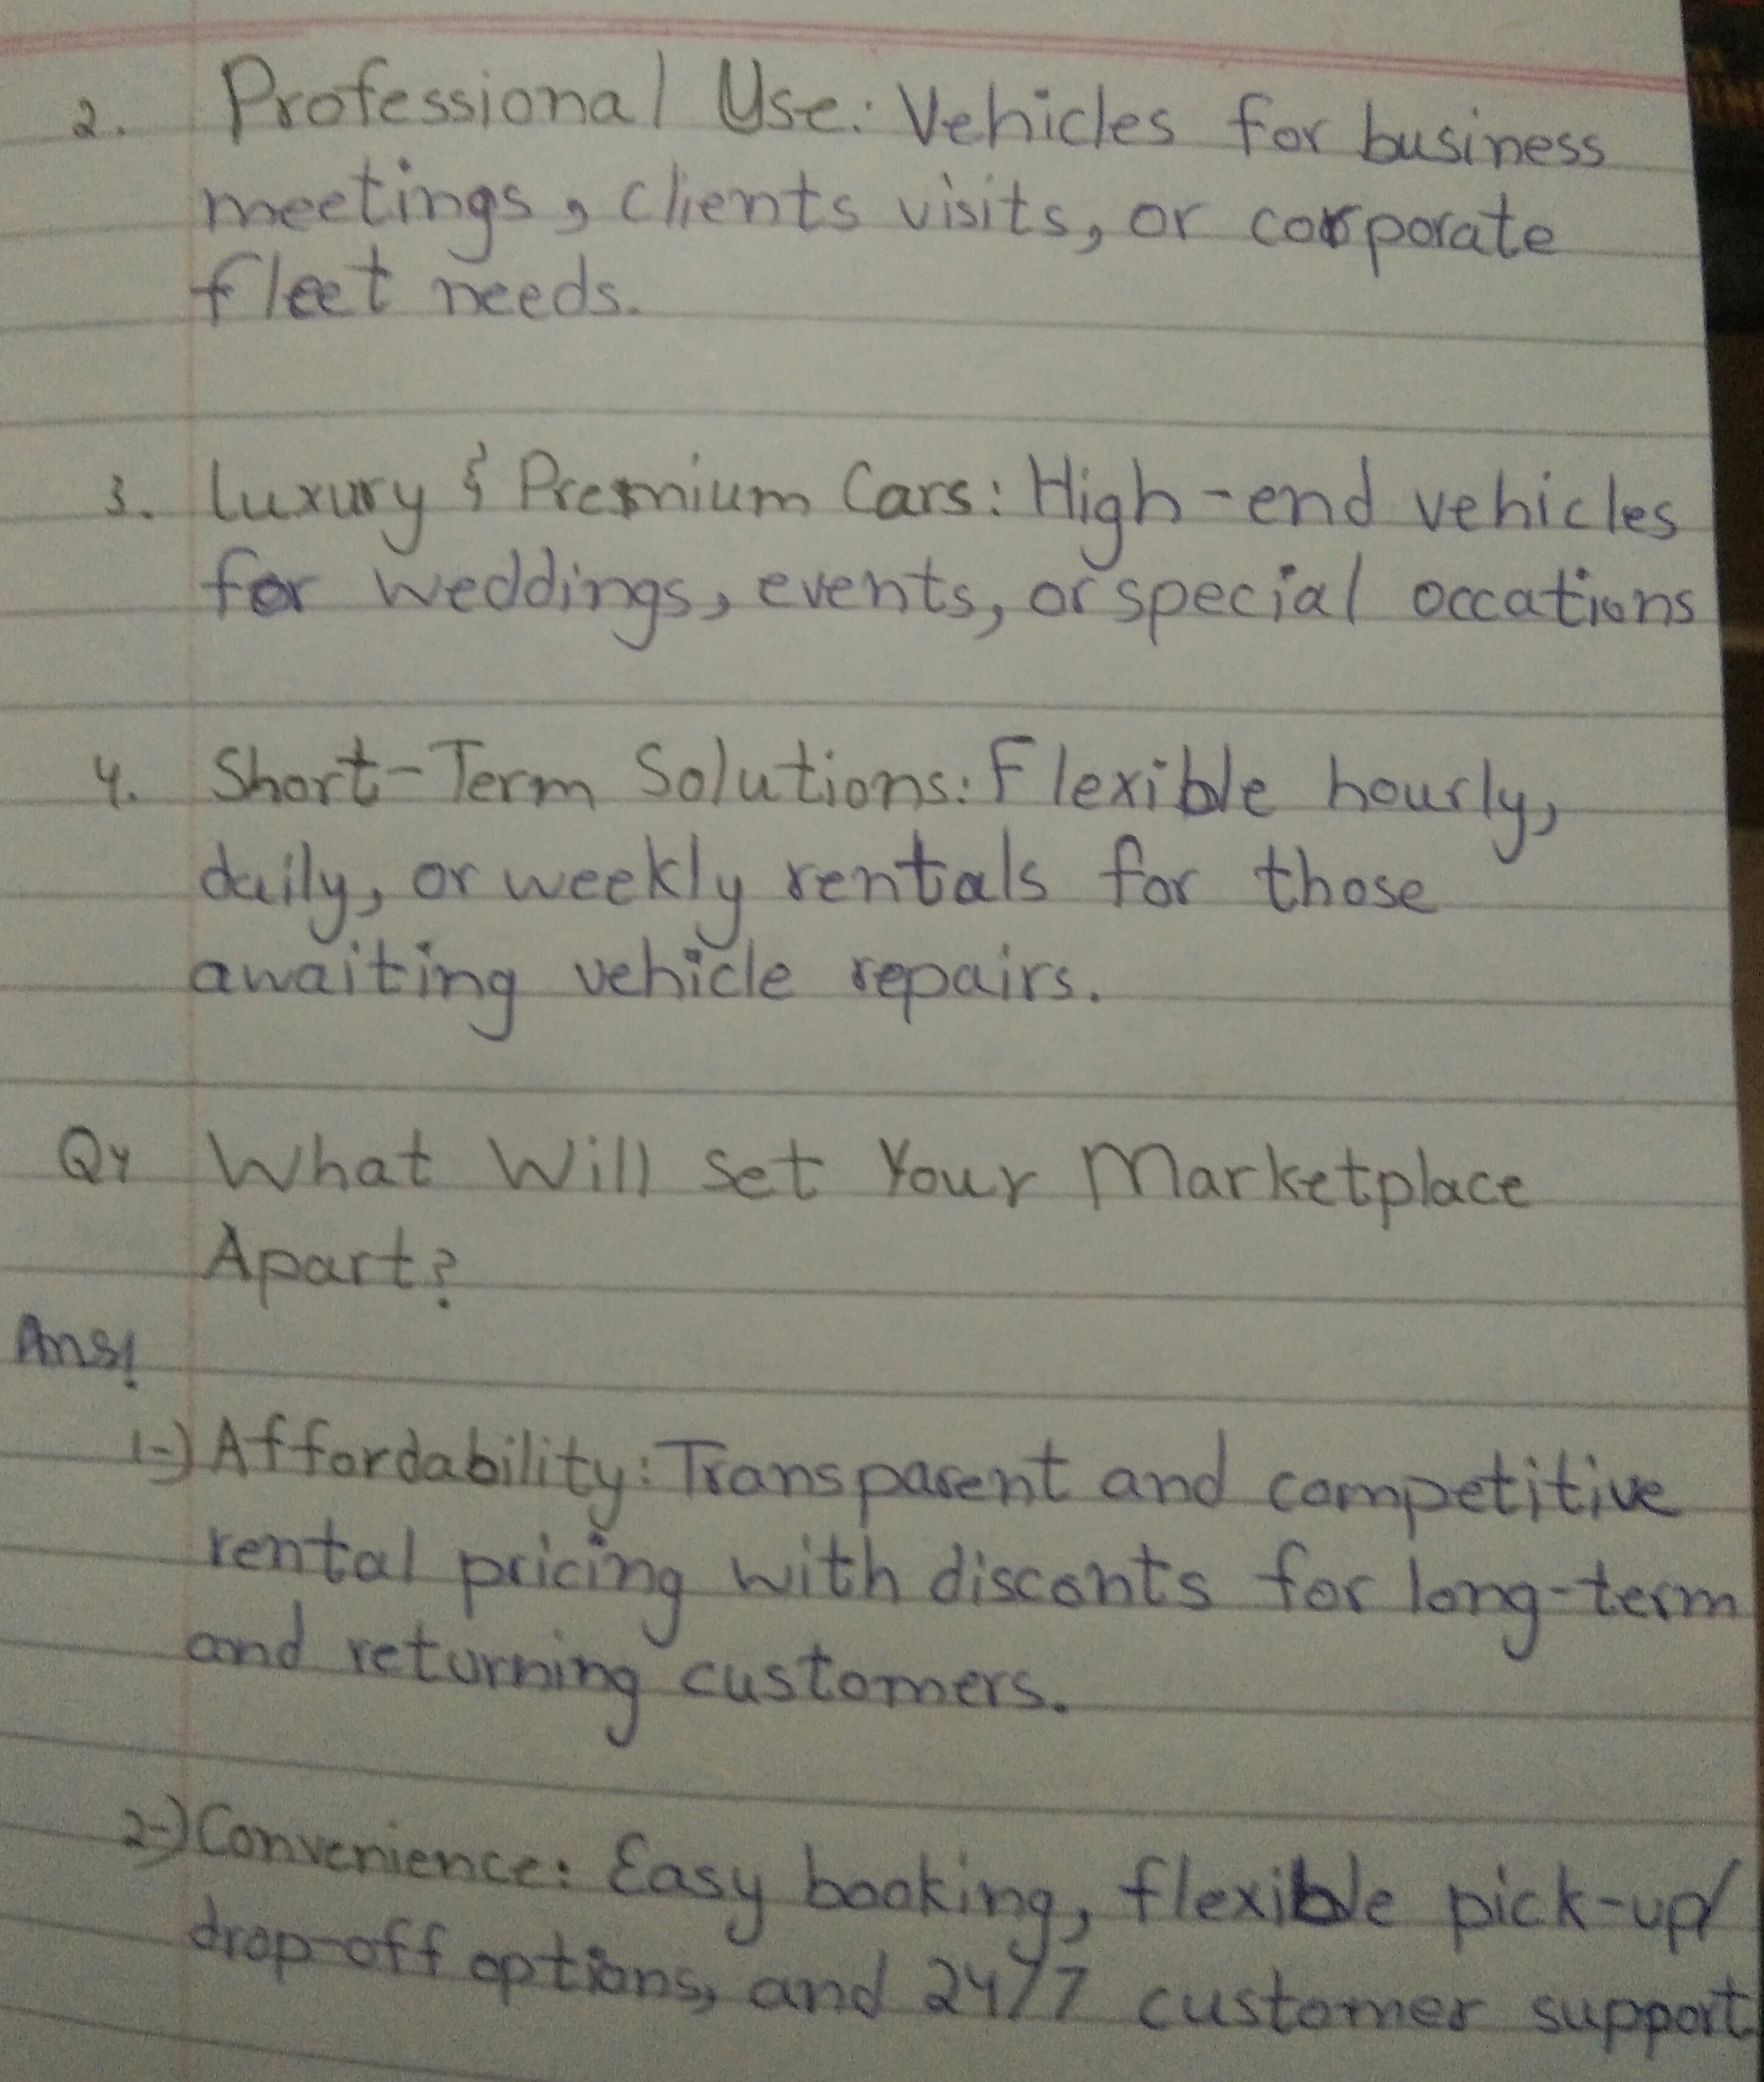 2. Professional Use: Vehicles for business
meetings, clients visits, or corporate
fleet needs.
3. Luxury & Premium Cars: High-end vehicles
for weddings, events, or special occations
4. Short-Term Solutions: Flexible hourly,
daily, or weekly rentals for those
awaiting vehicle repairs.
Q4 What Will Set Your Marketplace
Apart?
Ans!
1-) Affordability: Transparent and competitive
rental pricing with disconts for long-term
and returning customers.
2-) Convenience: Easy booking, flexible pick-up/
drop-off options, and 24/7 customer support.